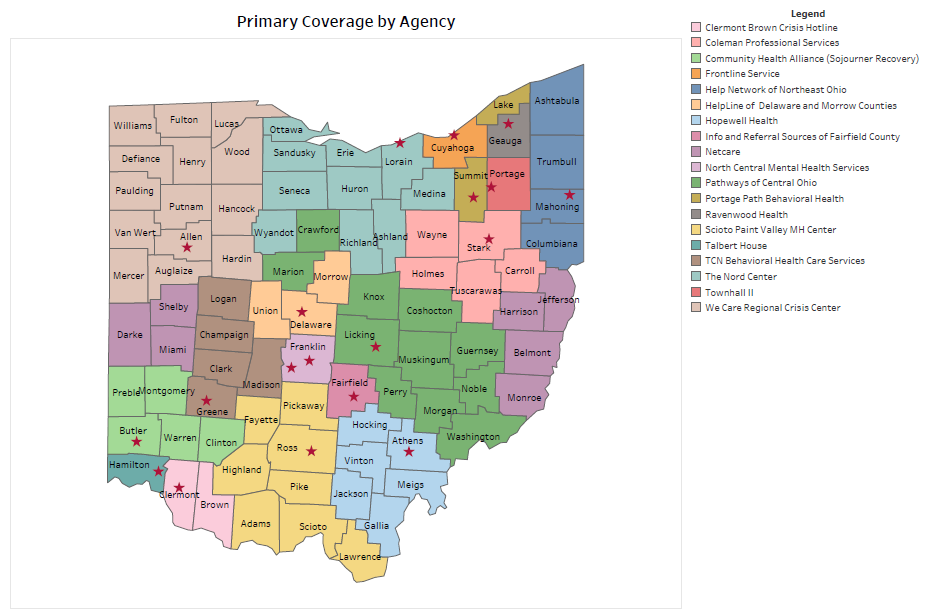 Primary Coverage by Agency
Legend
Clermont Brown Crisis Hotline
Coleman Professional Services
Community Health Alliance (Sojourner Recovery)
Frontline Service
Help Network of Northeast Ohio
HelpLine of Delaware and Morrow Counties
Hopewell Health
Info and Referral Sources of Fairfield County
Netcare
North Central Mental Health Services
Pathways of Central Ohio
Portage Path Behavioral Health
Ravenwood Health
Scioto Paint Valley MH Center
Talbert House
TCN Behavioral Health Care Services
The Nord Center
Townhall II
We Care Regional Crisis Center
Williams
Fulton
Lucas
Ottawa
Lake
Ashtabula
Defiance
Henry
Wood
Sandusky
Erie
Lorain
Cuyahoga
Geauga
Trumbull
Paulding
Putnam
Hancock
Seneca
Huron
Medina
Summit
Portage
Mahoning
Van Wert
Allen
Wyandot
Crawford
Richland
Ashland
Wayne
Stark
Columbiana
Mercer
Auglaize
Hardin
Marion
Morrow
Holmes
Carroll
Tuscarawas
Jefferson
Shelby
Logan
Union
Delaware
Knox
Coshocton
Harrison
Darke
Miami
Champaign
Franklin
Licking
Muskingum
Guernsey
Belmont
Clark
Madison
Preble
Montgomery
Greene
Fairfield
Perry
Noble
Monroe
Pickaway
Morgan
Fayette
Hocking
Washington
Butler
Warren
Clinton
Ross
Athens
Hamilton
Highland
Vinton
Clermont
Brown
Pike
Jackson
Meigs
Adams
Scioto
Gallia
Lawrence